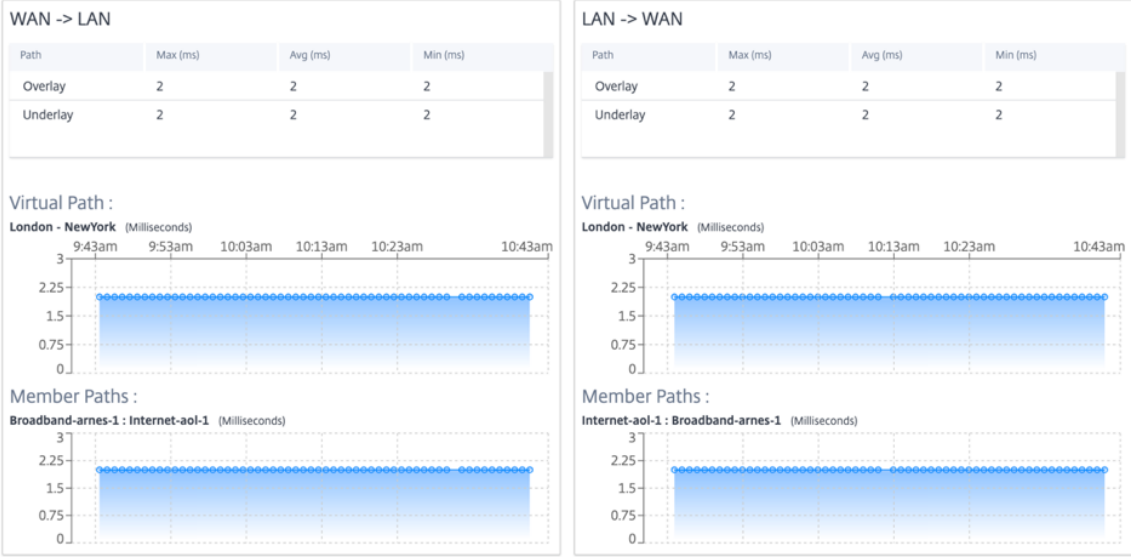 WAN -> LAN
Path Max (ms) Avg (ms) Min (ms)
Overlay 2 2 2
Underlay 2 2 2
Virtual Path :
London - NewYork (Milliseconds)
9:43am 9:53am 10:03am 10:13am 10:23am 10:43am
3
2.25
1.5
0.75
0
Member Paths :
Broadband-arnes-1 : Internet-aol-1 (Milliseconds)
3
2.25
1.5
0.75
0
LAN -> WAN
Path Max (ms) Avg (ms) Min (ms)
Overlay 2 2 2
Underlay 2 2 2
Virtual Path :
London - NewYork (Milliseconds)
9:43am 9:53am 10:03am 10:13am 10:23am 10:43am
3
2.25
1.5
0.75
0
Member Paths :
Internet-aol-1 : Broadband-arnes-1 (Milliseconds)
3
2.25
1.5
0.75
0